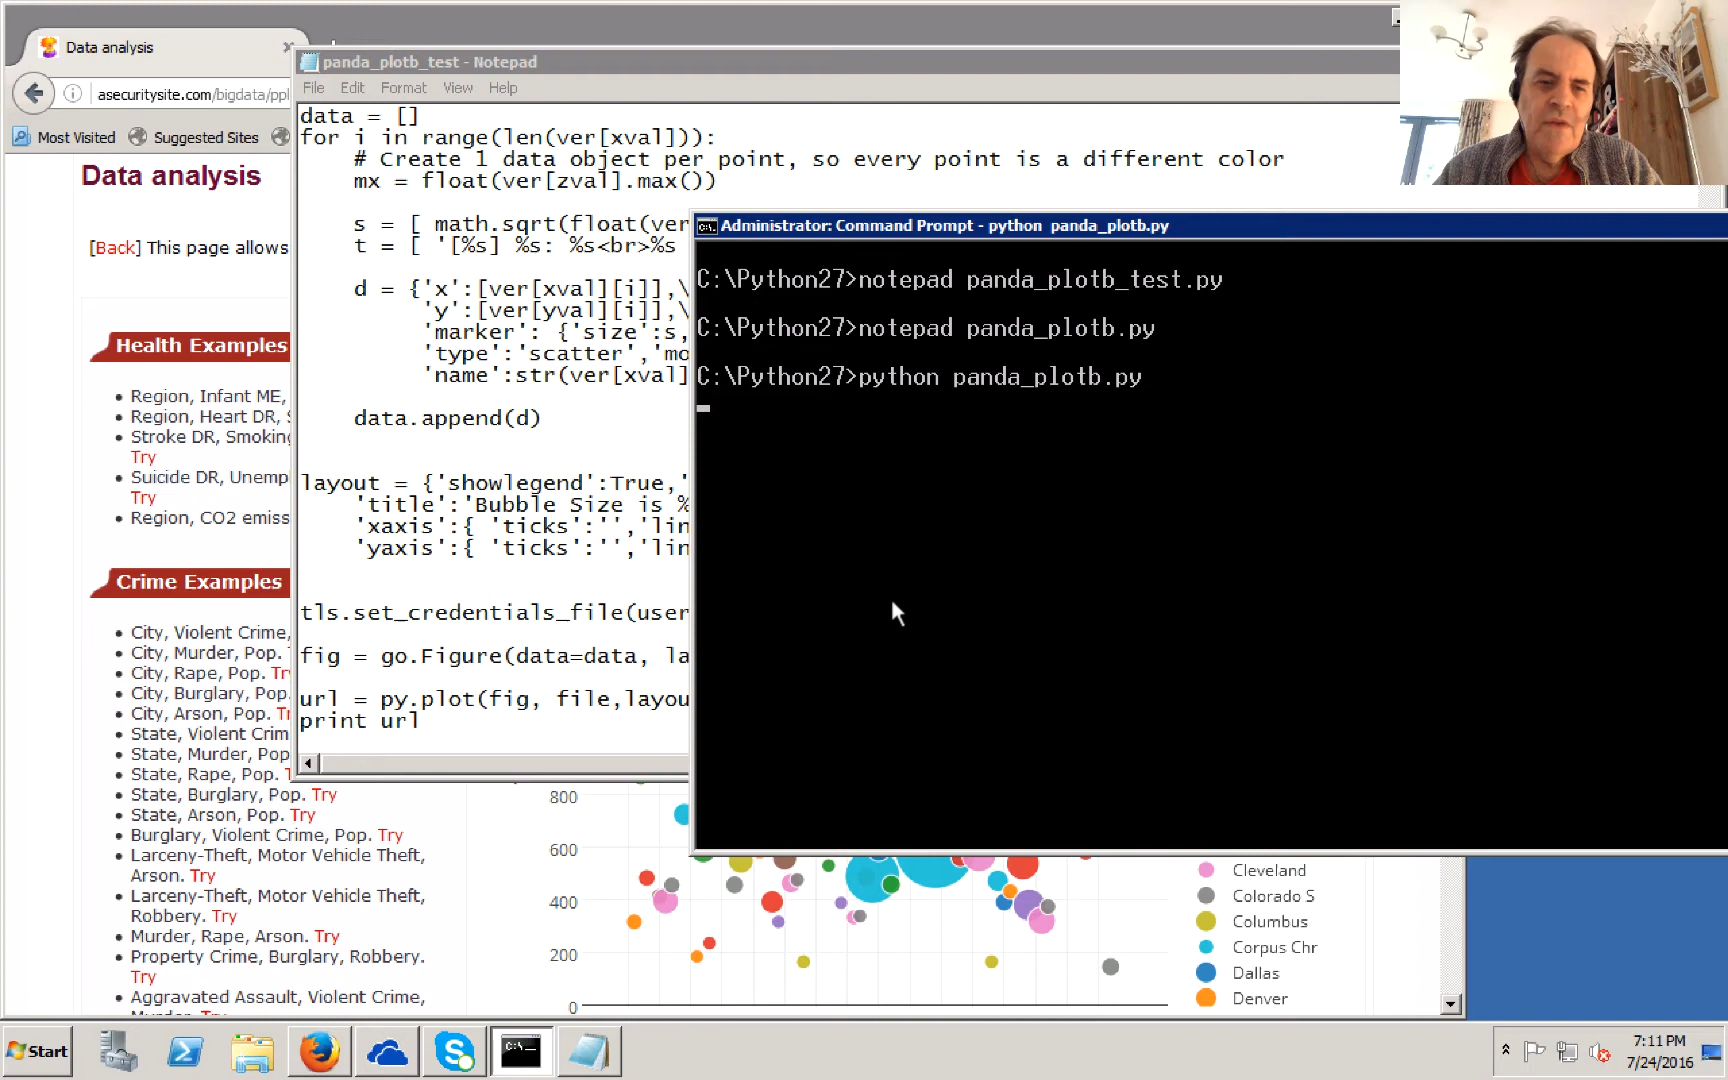 Data analysis
asecuritysite.com/bigdata/ppl
Most Visited
Suggested Sites
Data analysis
[Back] This page allows
Health Examples
Region, Infant ME,
Region, Heart DR,
Stroke DR, Smoking
Try
Suicide DR, Unemp
Try
Region, CO2 emiss
Crime Examples
City, Violent Crime,
City, Murder, Pop.
City, Rape, Pop. Tr
City, Burglary, Pop.
City, Arson, Pop. Tr
State, Violent Crim
State, Murder, Pop
State, Rape, Pop. T
State, Burglary, Pop. Try
State, Arson, Pop. Try
Burglary, Violent Crime, Pop. Try
Larceny-Theft, Motor Vehicle Theft,
Arson. Try
Larceny-Theft, Motor Vehicle Theft,
Robbery. Try
Murder, Rape, Arson. Try
Property Crime, Burglary, Robbery.
Try
Aggravated Assault, Violent Crime,
Murder. Try
panda_plotb_test - Notepad
File Edit Format View Help
data = []
for i in range(len(ver[xval])):
# Create 1 data object per point, so every point is a different color
mx = float(ver[zval].max())
s = [ math.sqrt(float(ver
t = [ '[%s] %s: %s<br>%s
d = {'x':[ver[xval][i]],\
'y':[ver[yval][i]],\
'marker': {'size':s,
'type':'scatter','mo
'name':str(ver[xval]
data.append(d)
layout = {'showlegend':True,'
'title':'Bubble Size is %
'xaxis':{ 'ticks':'','lin
'yaxis':{ 'ticks':'','lin
tls.set_credentials_file(user
fig = go.Figure(data=data, la
url = py.plot(fig, file,layou
print url
Administrator: Command Prompt - python panda_plotb.py
C:\Python27>notepad panda_plotb_test.py
C:\Python27>notepad panda_plotb.py
C:\Python27>python panda_plotb.py
800
600
400
200
0
Cleveland
Colorado S
Columbus
Corpus Chr
Dallas
Denver
Start
7:11 PM
7/24/2016